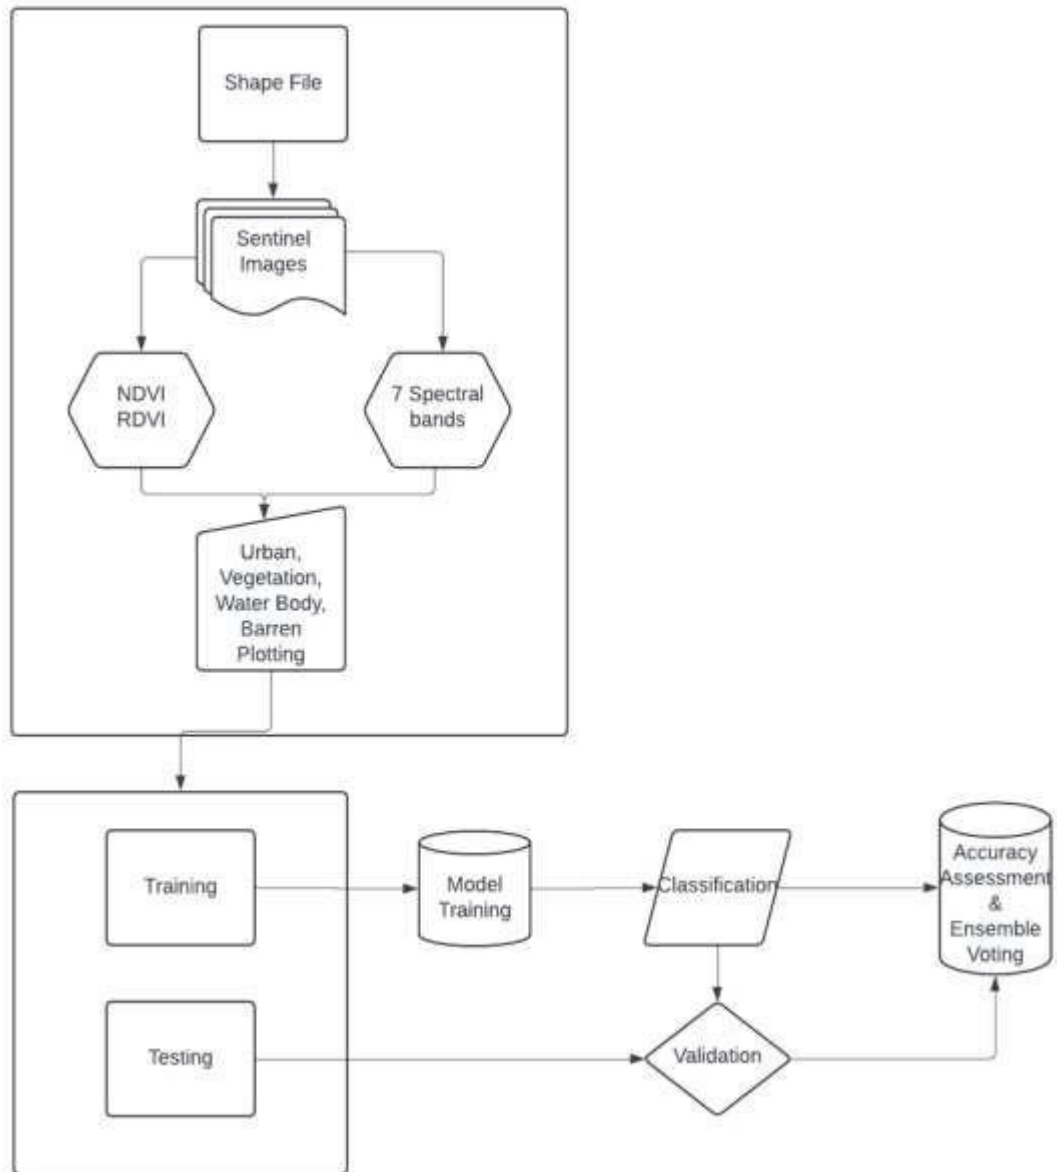 Shape File
Sentinel
Images
NDVI
RDVI
7 Spectral
bands
Urban,
Vegetation,
Water Body,
Barren
Plotting
Training
Model
Training
Classification
Accuracy
Assessment
&
Ensemble
Voting
Testing
Validation